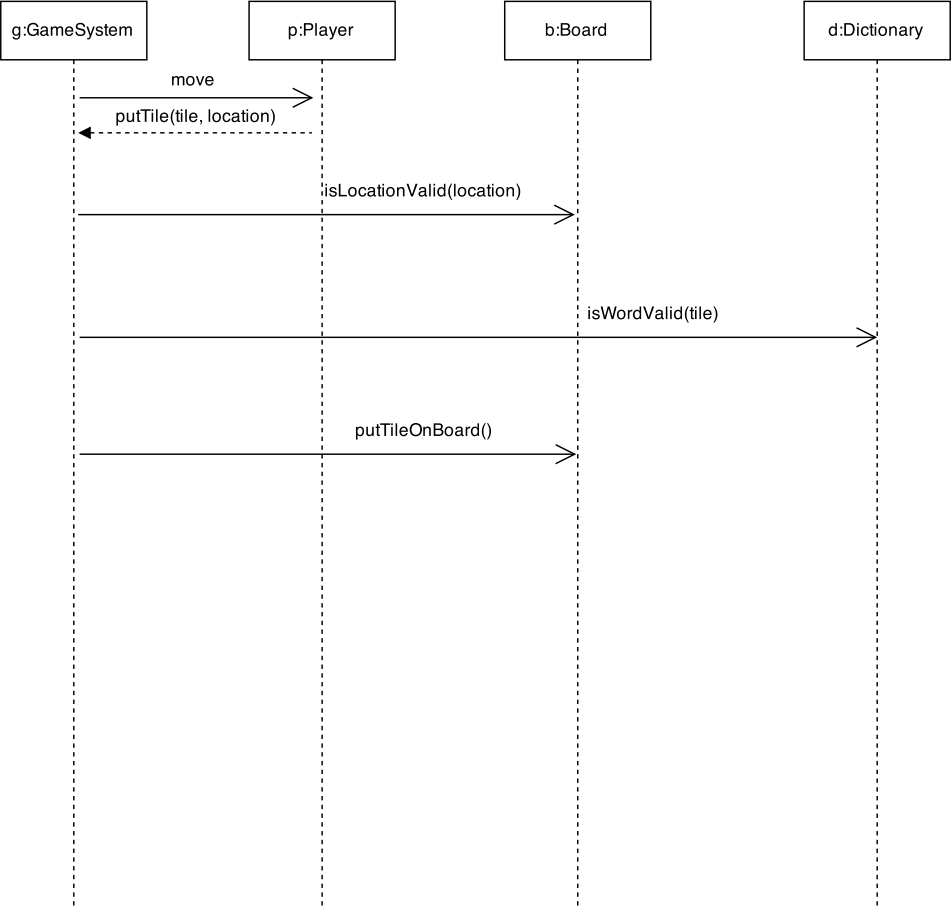 g:GameSystem
p:Player
b:Board
d:Dictionary
move
putTile(tile, location)
isLocationValid(location)
isWordValid(tile)
putTileOnBoard()